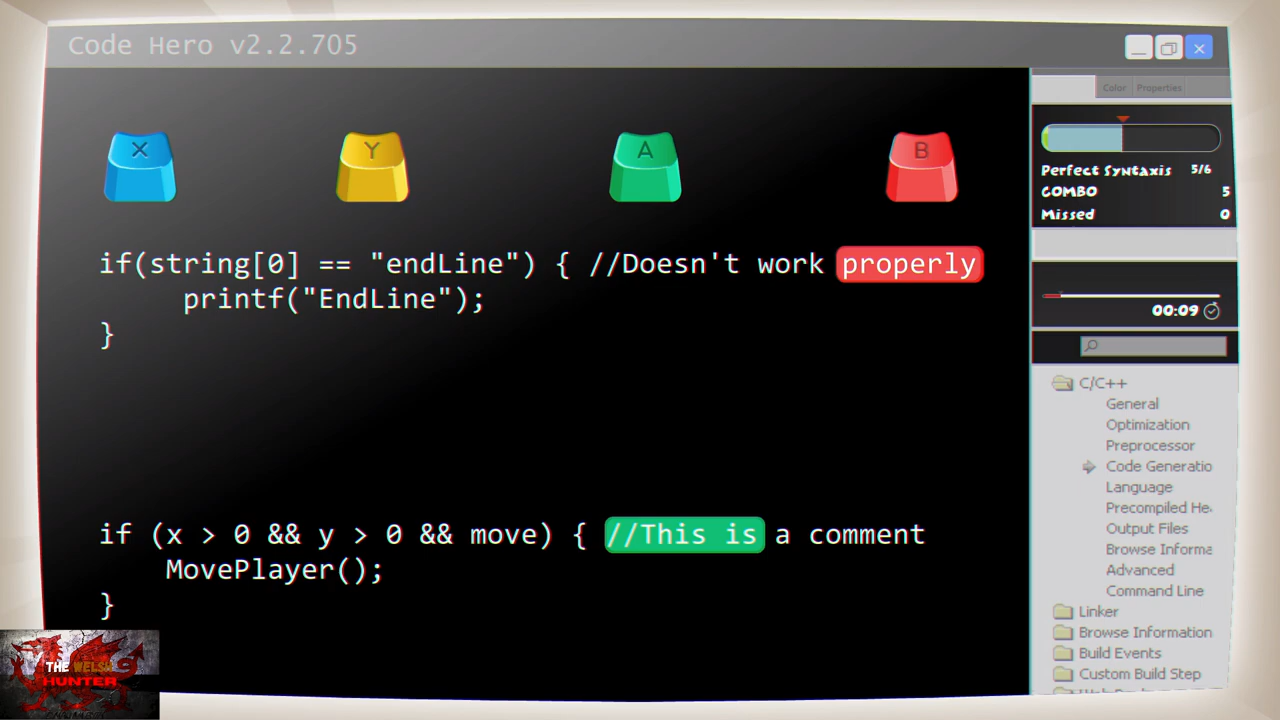 Code Hero v2.2.705
X Y A B
if(string[0] == "endLine") { //Doesn't work properly
printf("EndLine");
}
if (x > 0 && y > 0 && move) { //This is a comment
MovePlayer();
}
Color Properties
Perfect Syntaxis 5/6
COMBO 5
Missed 0
00:09
C/C++
General
Optimization
Preprocessor
Code Generatio
Language
Precompiled He
Output Files
Browse Informa
Advanced
Command Line
Linker
Browse Information
Build Events
Custom Build Step
THE WELSH
HUNTER